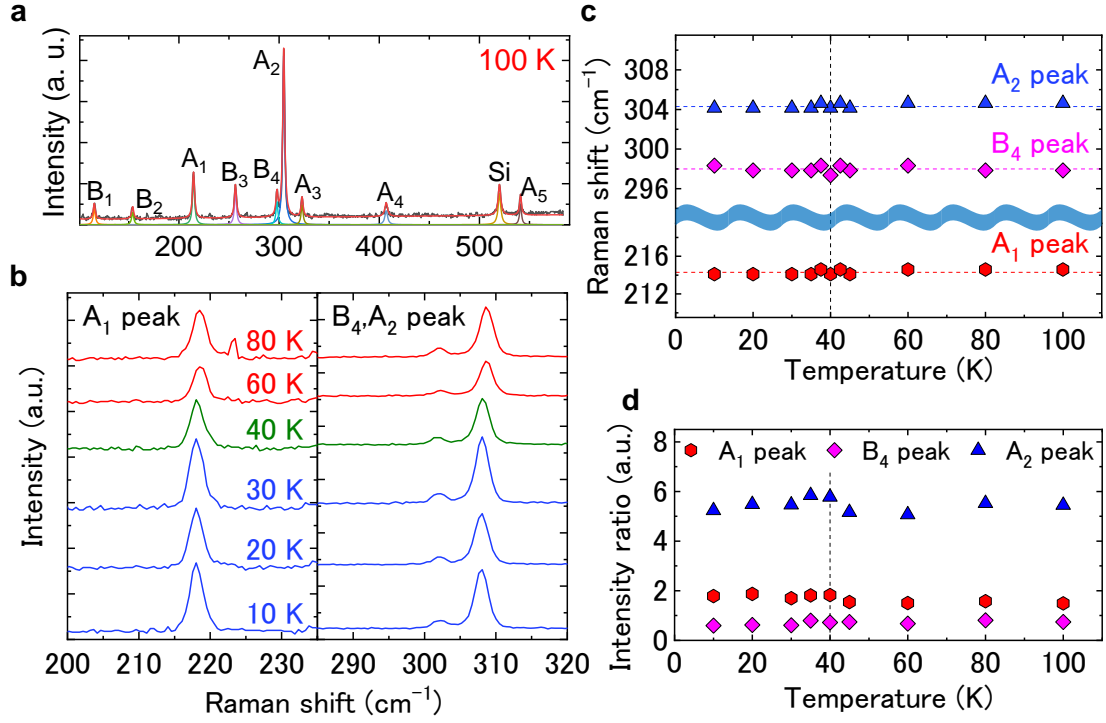 a
100 K
Intensity (a. u.)
B₁
B₂
A₁
B₃
B₄
A₂
A₃
A₄
Si
A₅
200 300 400 500
b
A₁ peak
B₄,A₂ peak
80 K
60 K
40 K
30 K
20 K
10 K
Intensity (a.u.)
200 210 220 230 290 300 310 320
Raman shift (cm⁻¹)
c
Raman shift (cm⁻¹)
308
304
300
296
216
212
A₂ peak
B₄ peak
A₁ peak
0 20 40 60 80 100
Temperature (K)
d
Intensity ratio (a.u.)
A₁ peak B₄ peak A₂ peak
8
6
4
2
0
0 20 40 60 80 100
Temperature (K)